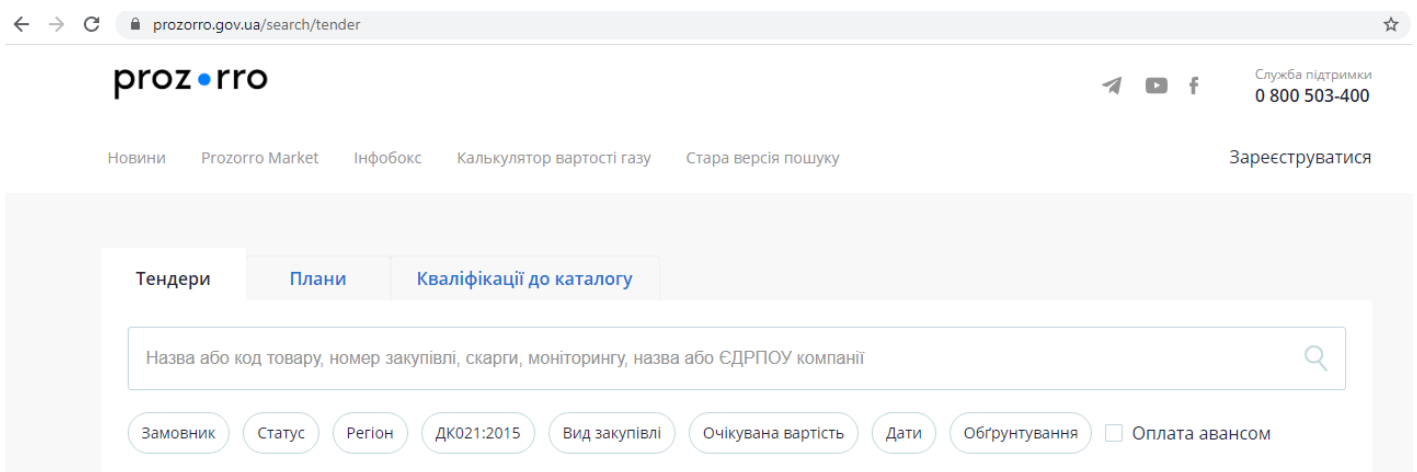 prozorro.gov.ua/search/tender
proz•rro
Служба підтримки
0 800 503-400
Новини Prozorro Market Інфобокс Калькулятор вартості газу Стара версія пошуку Зареєструватися
Тендери Плани Кваліфікації до каталогу
Назва або код товару, номер закупівлі, скарги, моніторингу, назва або ЄДРПОУ компанії
Замовник Статус Регіон ДК021:2015 Вид закупівлі Очікувана вартість Дати Обґрунтування Оплата авансом